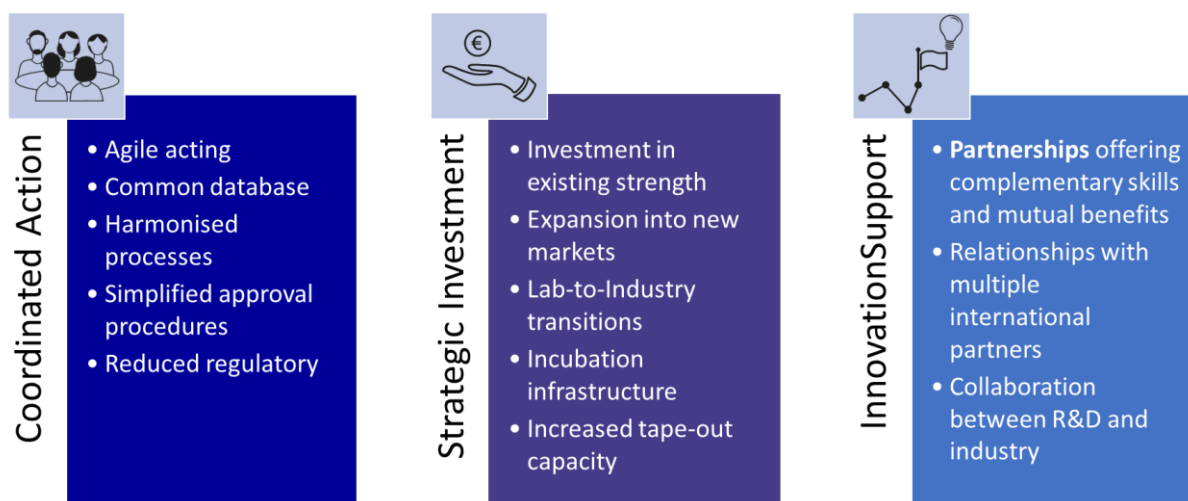 Coordinated Action
• Agile acting
• Common database
• Harmonised
processes
• Simplified approval
procedures
• Reduced regulatory
€
Strategic Investment
• Investment in
existing strength
• Expansion into new
markets
• Lab-to-Industry
transitions
• Incubation
infrastructure
• Increased tape-out
capacity
InnovationSupport
• Partnerships offering
complementary skills
and mutual benefits
• Relationships with
multiple
international
partners
• Collaboration
between R&D and
industry